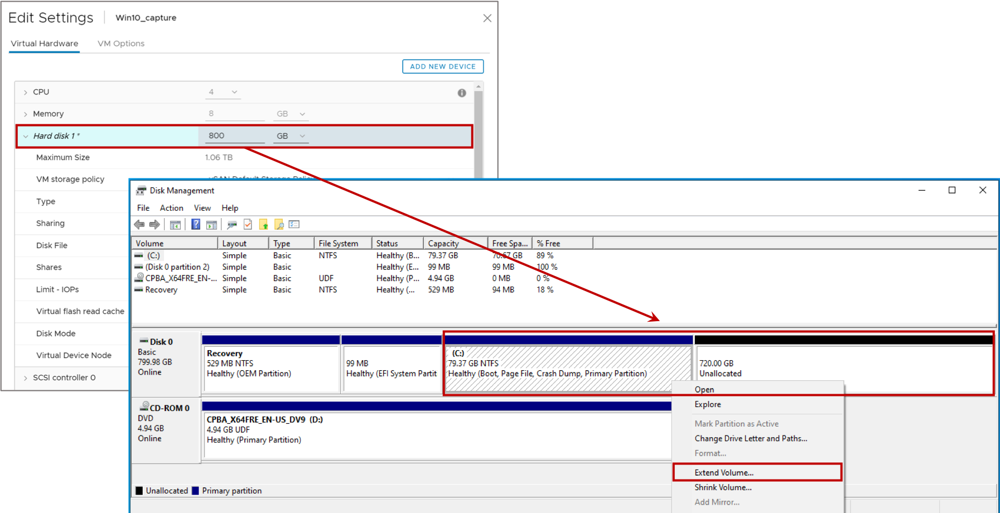 Edit Settings Win10_capture
Virtual Hardware VM Options
ADD NEW DEVICE
CPU 4
Memory 8 GB
Hard disk 1 * 800 GB
Maximum Size 1.06 TB
VM storage policy vSAN Default Storage Policy
Type
Sharing
Disk File
Shares
Limit - IOPs
Virtual flash read cache
Disk Mode
Virtual Device Node
SCSI controller 0
Disk Management
File Action View Help
Volume Layout Type File System Status Capacity Free Spa... % Free
(C:) Simple Basic NTFS Healthy (B... 79.37 GB 70.67 GB 89 %
(Disk 0 partition 2) Simple Basic Healthy (E... 99 MB 99 MB 100 %
CPBA_X64FRE_EN-... Simple Basic UDF Healthy (P... 4.94 GB 0 MB 0 %
Recovery Simple Basic NTFS Healthy (... 529 MB 94 MB 18 %
Disk 0
Basic
799.98 GB
Online
Recovery
529 MB NTFS
Healthy (OEM Partition)
99 MB
Healthy (EFI System Partit
(C:)
79.37 GB NTFS
Healthy (Boot, Page File, Crash Dump, Primary Partition)
720.00 GB
Unallocated
CD-ROM 0
DVD
4.94 GB
Online
CPBA_X64FRE_EN-US_DV9 (D:)
4.94 GB UDF
Healthy (Primary Partition)
Open
Explore
Mark Partition as Active
Change Drive Letter and Paths...
Format...
Extend Volume...
Shrink Volume...
Add Mirror...
Unallocated Primary partition